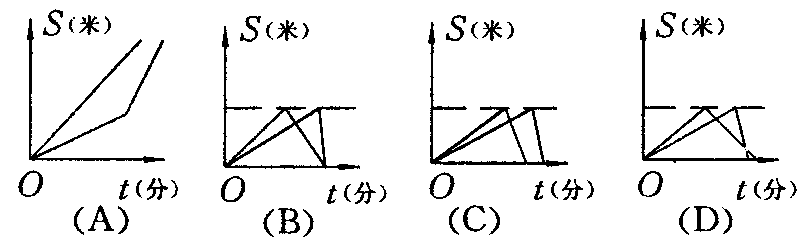 S(米) S(米) S(米) S(米)
O t(分) O t(分) O t(分) O t(分)
(A) (B) (C) (D)